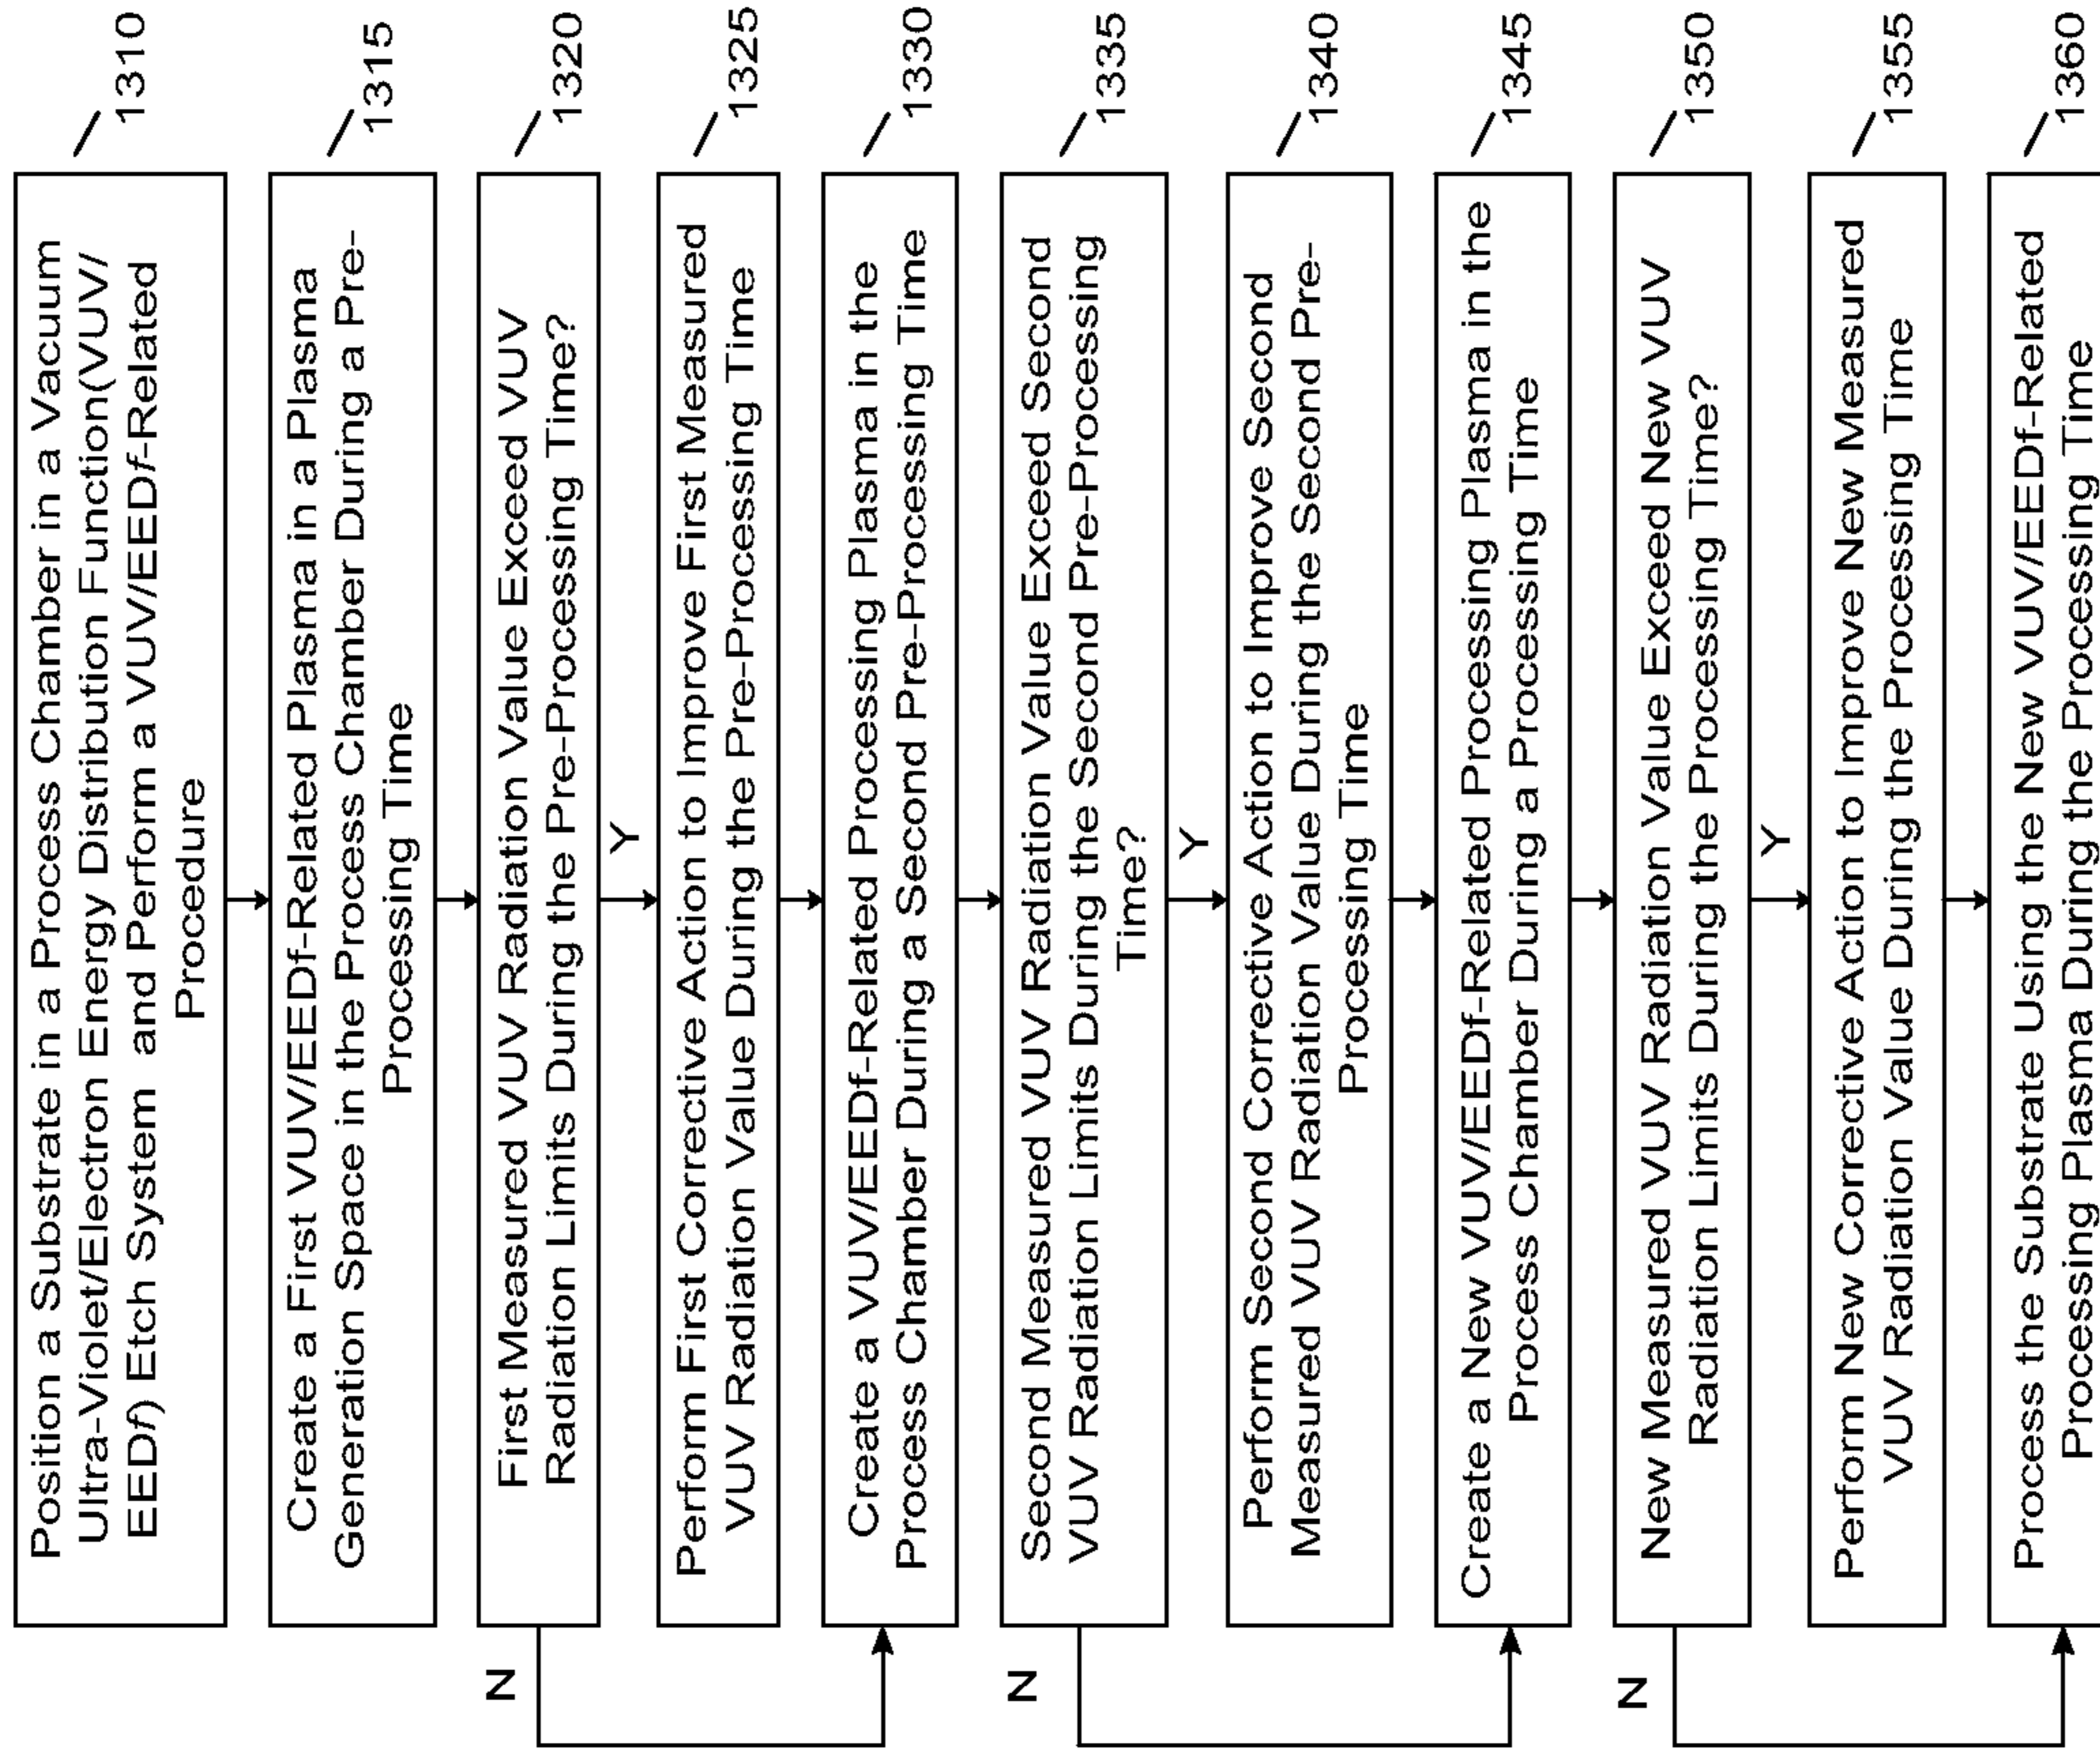 Position a Substrate in a Process Chamber in a Vacuum
Ultra-Violet/Electron Energy Distribution Function(VUV/
EEDf) Etch System and Perform a VUV/EEDf-Related
Procedure
1310
Create a First VUV/EEDf-Related Plasma in a Plasma
Generation Space in the Process Chamber During a Pre-
Processing Time
1315
First Measured VUV Radiation Value Exceed VUV
Radiation Limits During the Pre-Processing Time?
1320
N
Y
Perform First Corrective Action to Improve First Measured
VUV Radiation Value During the Pre-Processing Time
1325
Create a VUV/EEDf-Related Processing Plasma in the
Process Chamber During a Second Pre-Processing Time
1330
Second Measured VUV Radiation Value Exceed Second
VUV Radiation Limits During the Second Pre-Processing
Time?
1335
N
Y
Perform Second Corrective Action to Improve Second
Measured VUV Radiation Value During the Second Pre-
Processing Time
1340
Create a New VUV/EEDf-Related Processing Plasma in the
Process Chamber During a Processing Time
1345
New Measured VUV Radiation Value Exceed New VUV
Radiation Limits During the Processing Time?
1350
N
Y
Perform New Corrective Action to Improve New Measured
VUV Radiation Value During the Processing Time
1355
Process the Substrate Using the New VUV/EEDf-Related
Processing Plasma During the Processing Time
1360